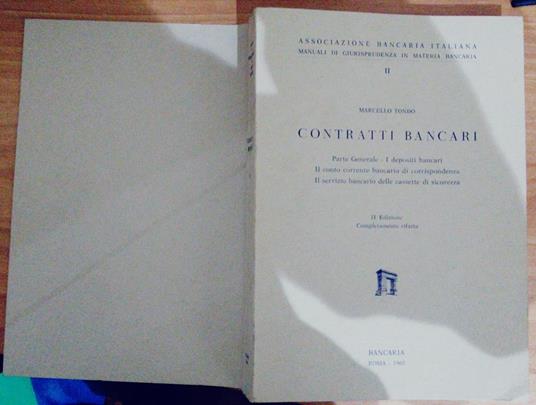 ASSOCIAZIONE BANCARIA ITALIANA
MANUALI DI GIURISPRUDENZA IN MATERIA BANCARIA
II
MARCELLO TONDO
CONTRATTI BANCARI
Parte Generale - I depositi bancari
Il conto corrente bancario di corrispondenza
Il servizio bancario delle cassette di sicurezza
II Edizione
Completamente rifatta
BANCARIA
ROMA -